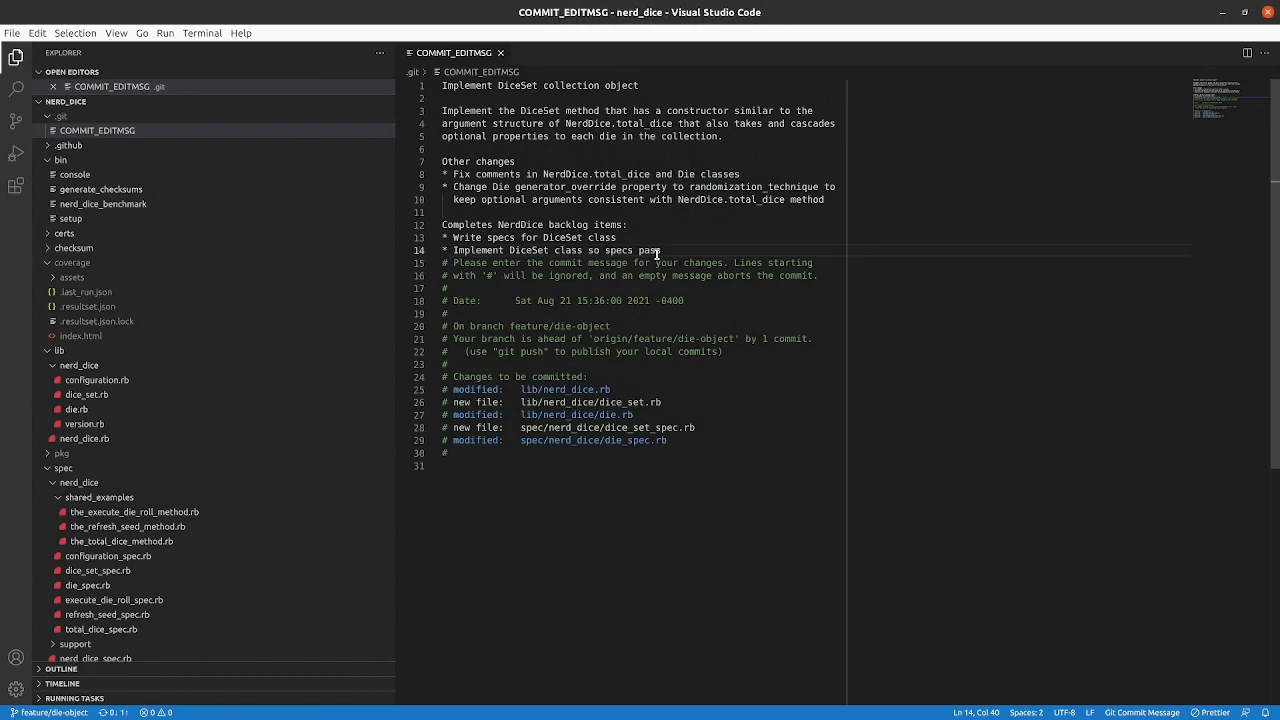 COMMIT_EDITMSG - nerd_dice - Visual Studio Code
File Edit Selection View Go Run Terminal Help
EXPLORER
OPEN EDITORS
COMMIT_EDITMSG .git
NERD_DICE
.git
COMMIT_EDITMSG
.github
bin
console
generate_checksums
nerd_dice_benchmark
setup
certs
checksum
coverage
assets
.last_run.json
.resultset.json
.resultset.json.lock
index.html
lib
nerd_dice
configuration.rb
dice_set.rb
die.rb
version.rb
nerd_dice.rb
pkg
spec
nerd_dice
shared_examples
the_execute_die_roll_method.rb
the_refresh_seed_method.rb
the_total_dice_method.rb
configuration_spec.rb
dice_set_spec.rb
die_spec.rb
execute_die_roll_spec.rb
refresh_seed_spec.rb
total_dice_spec.rb
support
nerd_dice_spec.rb
OUTLINE
TIMELINE
RUNNING TASKS
COMMIT_EDITMSG
.git > COMMIT_EDITMSG
1 Implement DiceSet collection object
2
3 Implement the DiceSet method that has a constructor similar to the
4 argument structure of NerdDice.total_dice that also takes and cascades
5 optional properties to each die in the collection.
6
7 Other changes
8 * Fix comments in NerdDice.total_dice and Die classes
9 * Change Die generator_override property to randomization_technique to
10 keep optional arguments consistent with NerdDice.total_dice method
11
12 Completes NerdDice backlog items:
13 * Write specs for DiceSet class
14 * Implement DiceSet class so specs pass
15 # Please enter the commit message for your changes. Lines starting
16 # with '#' will be ignored, and an empty message aborts the commit.
17 #
18 # Date: Sat Aug 21 15:36:00 2021 -0400
19 #
20 # On branch feature/die-object
21 # Your branch is ahead of 'origin/feature/die-object' by 1 commit.
22 # (use "git push" to publish your local commits)
23 #
24 # Changes to be committed:
25 # modified: lib/nerd_dice.rb
26 # new file: lib/nerd_dice/dice_set.rb
27 # modified: lib/nerd_dice/die.rb
28 # new file: spec/nerd_dice/dice_set_spec.rb
29 # modified: spec/nerd_dice/die_spec.rb
30 #
31
feature/die-object 0↓ 1↑ 0 0 Ln 14, Col 40 Spaces: 2 UTF-8 LF Git Commit Message Prettier